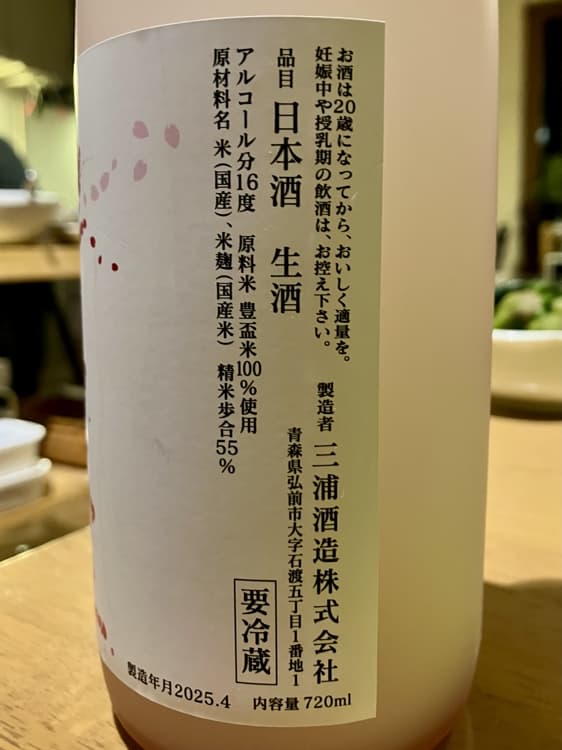 お酒は20歳になってから、おいしく適量を。
妊娠中や授乳期の飲酒は、お控え下さい。
品目 日本酒 生酒
アルコール分16度 原料米 豊盃米100%使用
原材料名 米(国産)、米麹(国産米) 精米歩合55%
製造者 三浦酒造株式会社
青森県弘前市大字石渡五丁目1番地1
要冷蔵
製造年月2025.4 内容量720ml